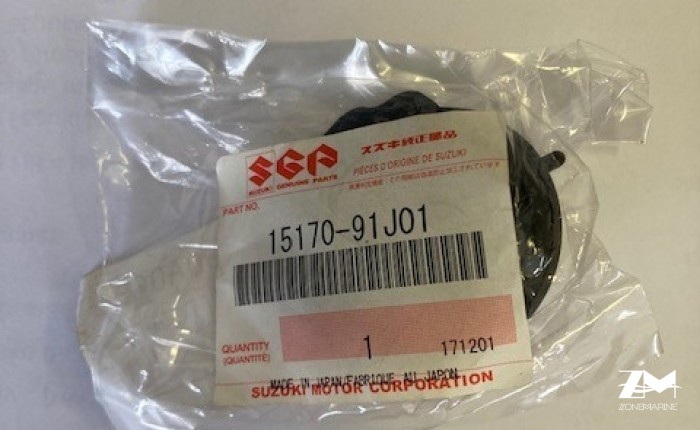 SGP
SUZUKI GENUINE PARTS
スズキ純正部品
PIÈCES D'ORIGINE DE SUZUKI
PART NO.
15170-91J01
QUANTITY
(QUANTITÉ)
1
171201
MADE IN JAPAN/FABRIQUE AU JAPON
SUZUKI MOTOR CORPORATION
ZM
ZONEMARINE